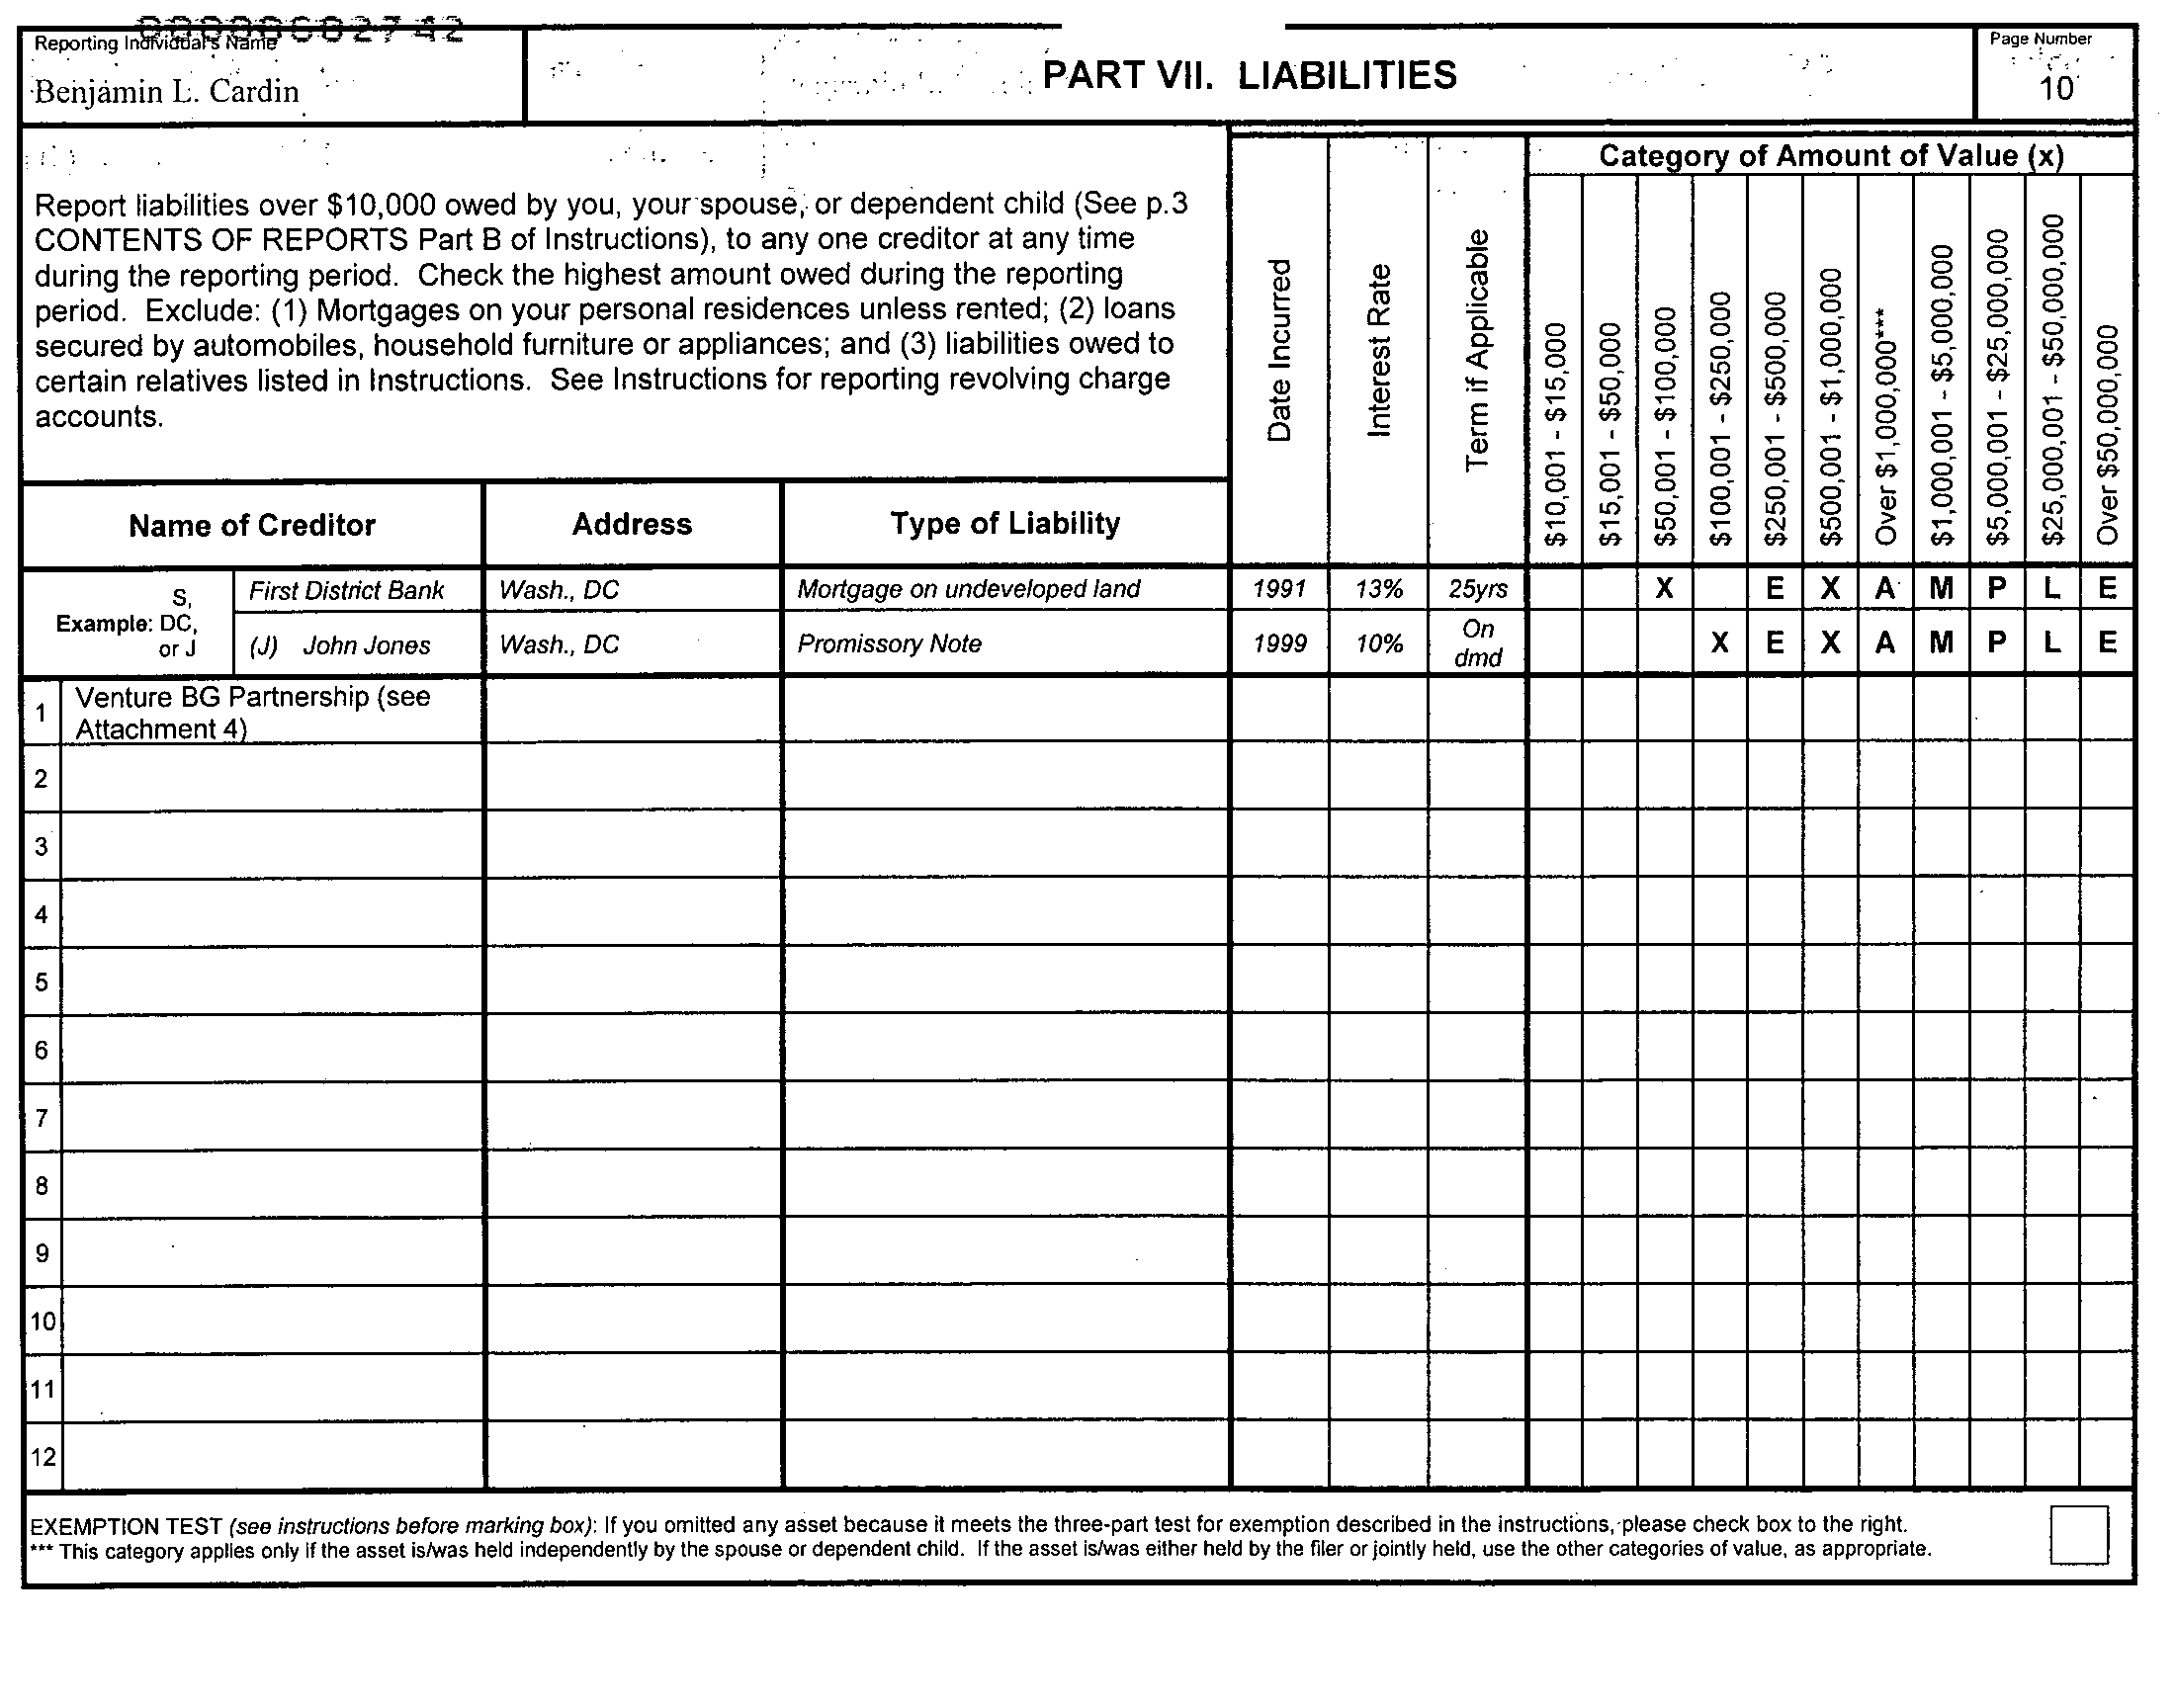 Reporting Individual's Name
Benjamin L. Cardin
PART VII. LIABILITIES
Page Number
10
Report liabilities over $10,000 owed by you, your spouse, or dependent child (See p.3
CONTENTS OF REPORTS Part B of Instructions), to any one creditor at any time
during the reporting period. Check the highest amount owed during the reporting
period. Exclude: (1) Mortgages on your personal residences unless rented; (2) loans
secured by automobiles, household furniture or appliances; and (3) liabilities owed to
certain relatives listed in Instructions. See Instructions for reporting revolving charge
accounts.
Date Incurred
Interest Rate
Term if Applicable
Category of Amount of Value (x)
$10,001 - $15,000
$15,001 - $50,000
$50,001 - $100,000
$100,001 - $250,000
$250,001 - $500,000
$500,001 - $1,000,000
Over $1,000,000***
$1,000,001 - $5,000,000
$5,000,001 - $25,000,000
$25,000,001 - $50,000,000
Over $50,000,000
Name of Creditor Address Type of Liability
Example: S, DC, or J
First District Bank Wash., DC Mortgage on undeveloped land 1991 13% 25yrs X E X A M P L E
(J) John Jones Wash., DC Promissory Note 1999 10% On dmd X E X A M P L E
1 Venture BG Partnership (see
Attachment 4)
2
3
4
5
6
7
8
9
10
11
12
EXEMPTION TEST (see instructions before marking box): If you omitted any asset because it meets the three-part test for exemption described in the instructions, please check box to the right.
*** This category applies only if the asset is/was held independently by the spouse or dependent child. If the asset is/was either held by the filer or jointly held, use the other categories of value, as appropriate.